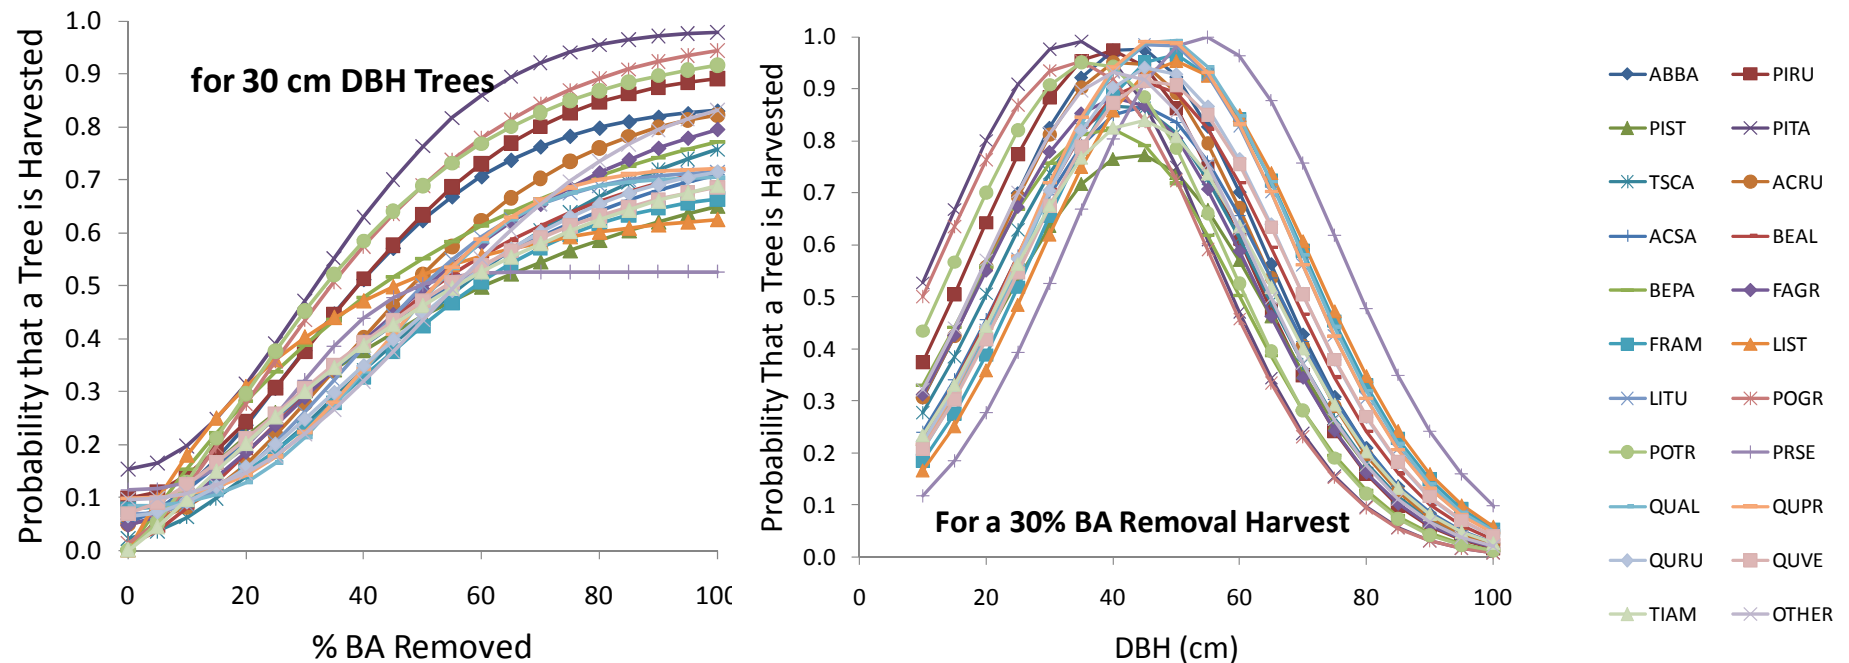 Probability that a Tree is Harvested
1.0
0.9
0.8
0.7
0.6
0.5
0.4
0.3
0.2
0.1
0.0
for 30 cm DBH Trees
0 20 40 60 80 100
% BA Removed
Probability That a Tree is Harvested
1.0
0.9
0.8
0.7
0.6
0.5
0.4
0.3
0.2
0.1
0.0
For a 30% BA Removal Harvest
0 20 40 60 80 100
DBH (cm)
ABBA PIRU
PIST PITA
TSCA ACRU
ACSA BEAL
BEPA FAGR
FRAM LIST
LITU POGR
POTR PRSE
QUAL QUPR
QURU QUVE
TIAM OTHER